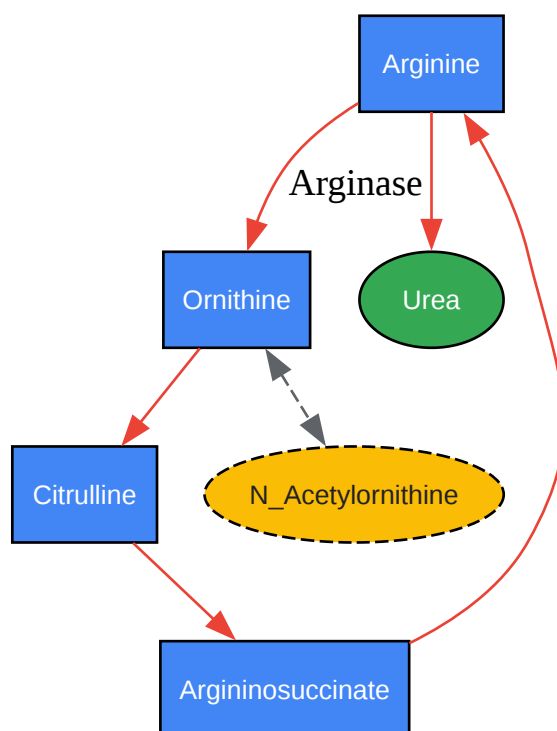 Arginine
Arginase
Ornithine
Urea
Citrulline
N_Acetylornithine
Argininosuccinate